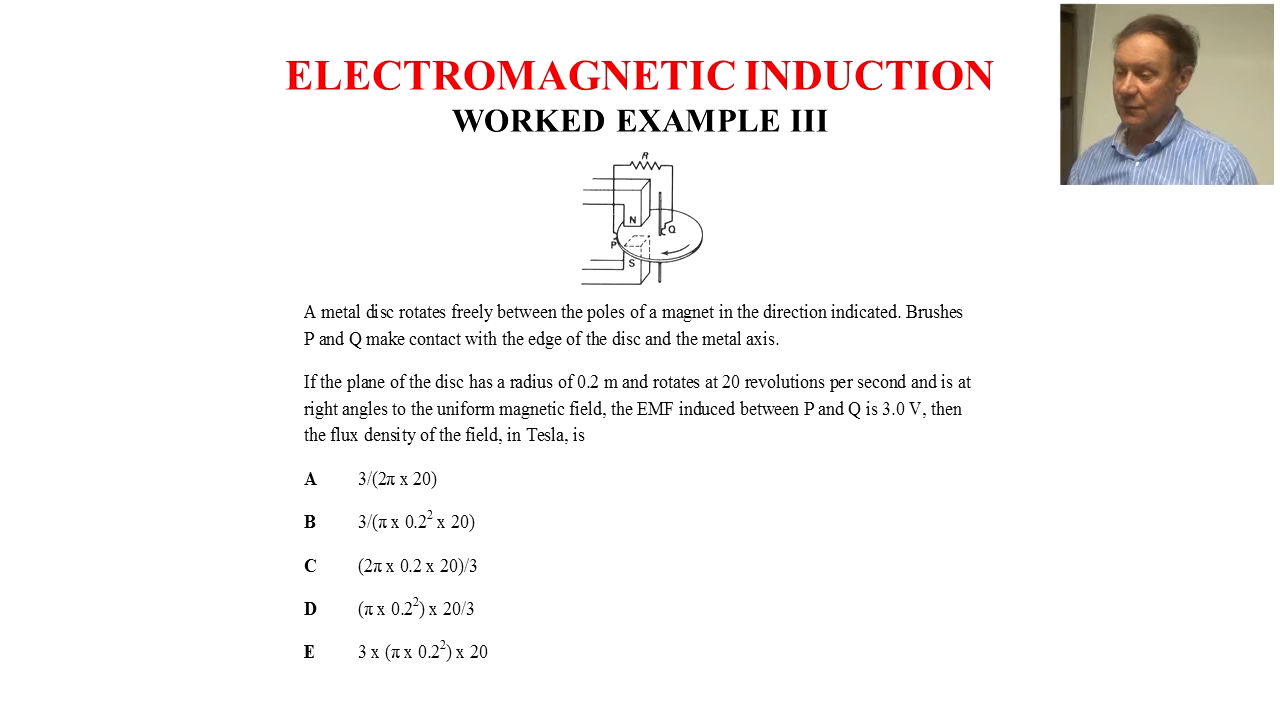 ELECTROMAGNETIC INDUCTION
WORKED EXAMPLE III
R
N
Q
P
S
A metal disc rotates freely between the poles of a magnet in the direction indicated. Brushes
P and Q make contact with the edge of the disc and the metal axis.
If the plane of the disc has a radius of 0.2 m and rotates at 20 revolutions per second and is at
right angles to the uniform magnetic field, the EMF induced between P and Q is 3.0 V, then
the flux density of the field, in Tesla, is
A 3/(2π x 20)
B 3/(π x 0.2² x 20)
C (2π x 0.2 x 20)/3
D (π x 0.2²) x 20/3
E 3 x (π x 0.2²) x 20